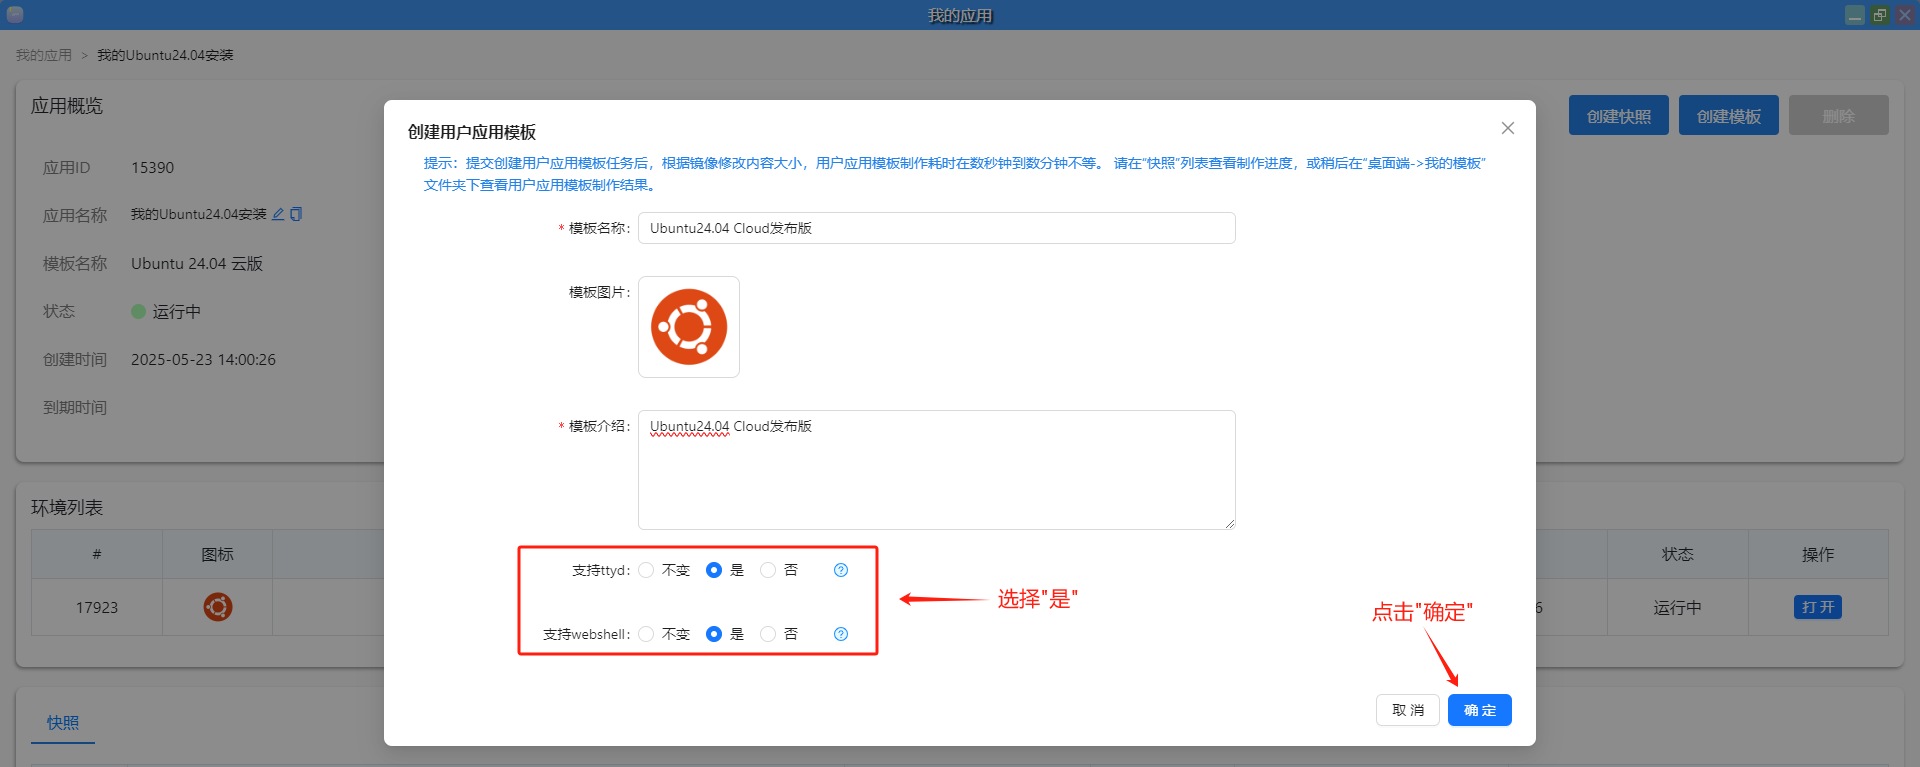 我的应用
我的应用 > 我的Ubuntu24.04安装
应用概览
创建快照
创建模板
删除
应用ID 15390
应用名称 我的Ubuntu24.04安装
模板名称 Ubuntu 24.04 云版
状态 运行中
创建时间 2025-05-23 14:00:26
到期时间
创建用户应用模板
提示：提交创建用户应用模板任务后，根据镜像修改内容大小，用户应用模板制作耗时在数秒钟到数分钟不等。 请在“快照”列表查看制作进度，或稍后在“桌面端->我的模板”
文件夹下查看用户应用模板制作结果。
* 模板名称： Ubuntu24.04 Cloud发布版
模板图片：
* 模板介绍： Ubuntu24.04 Cloud发布版
支持ttyd： 不变 是 否
选择"是"
支持webshell： 不变 是 否
点击"确定"
取 消
确 定
环境列表
# 图标 状态 操作
17923 6 运行中 打 开
快照